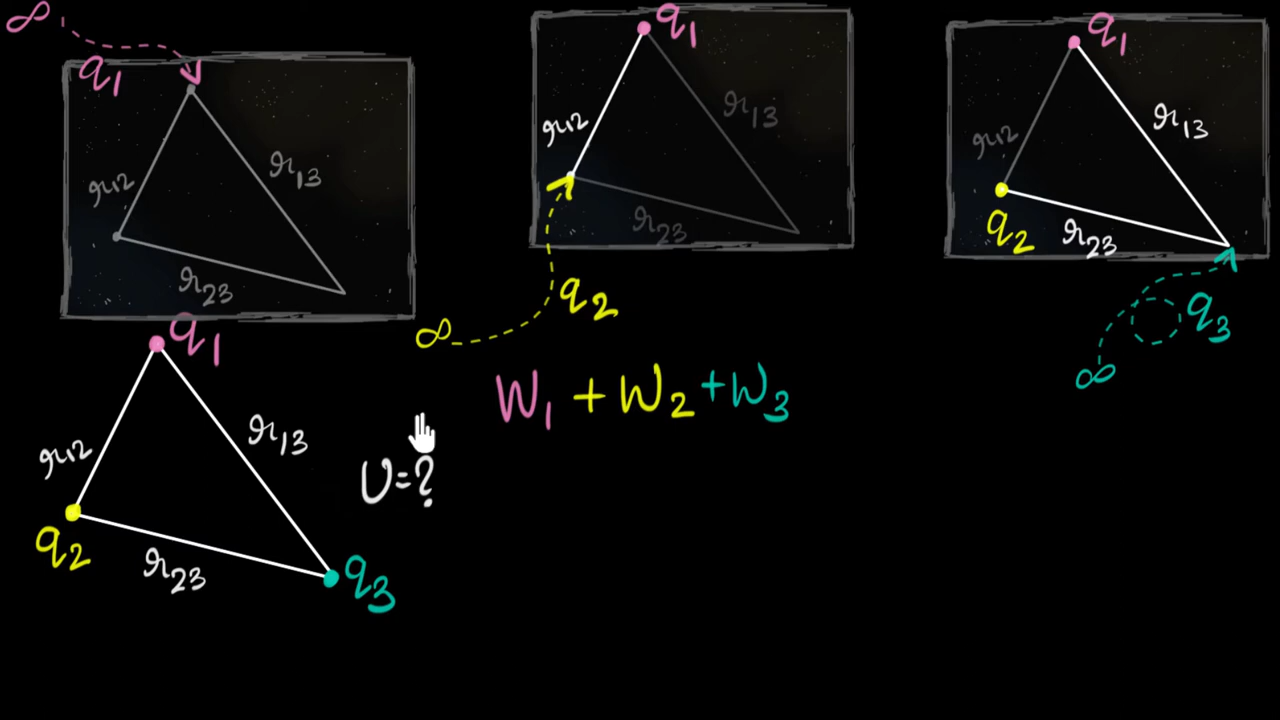 ∞
q₁
r₁₂
r₁₃
r₂₃
q₁
r₁₂
r₁₃
r₂₃
∞
q₂
q₁
r₁₂
r₁₃
q₂
r₂₃
q₃
∞
W₁ + W₂ + W₃
q₁
r₁₂
r₁₃
q₂
r₂₃
q₃
U=?